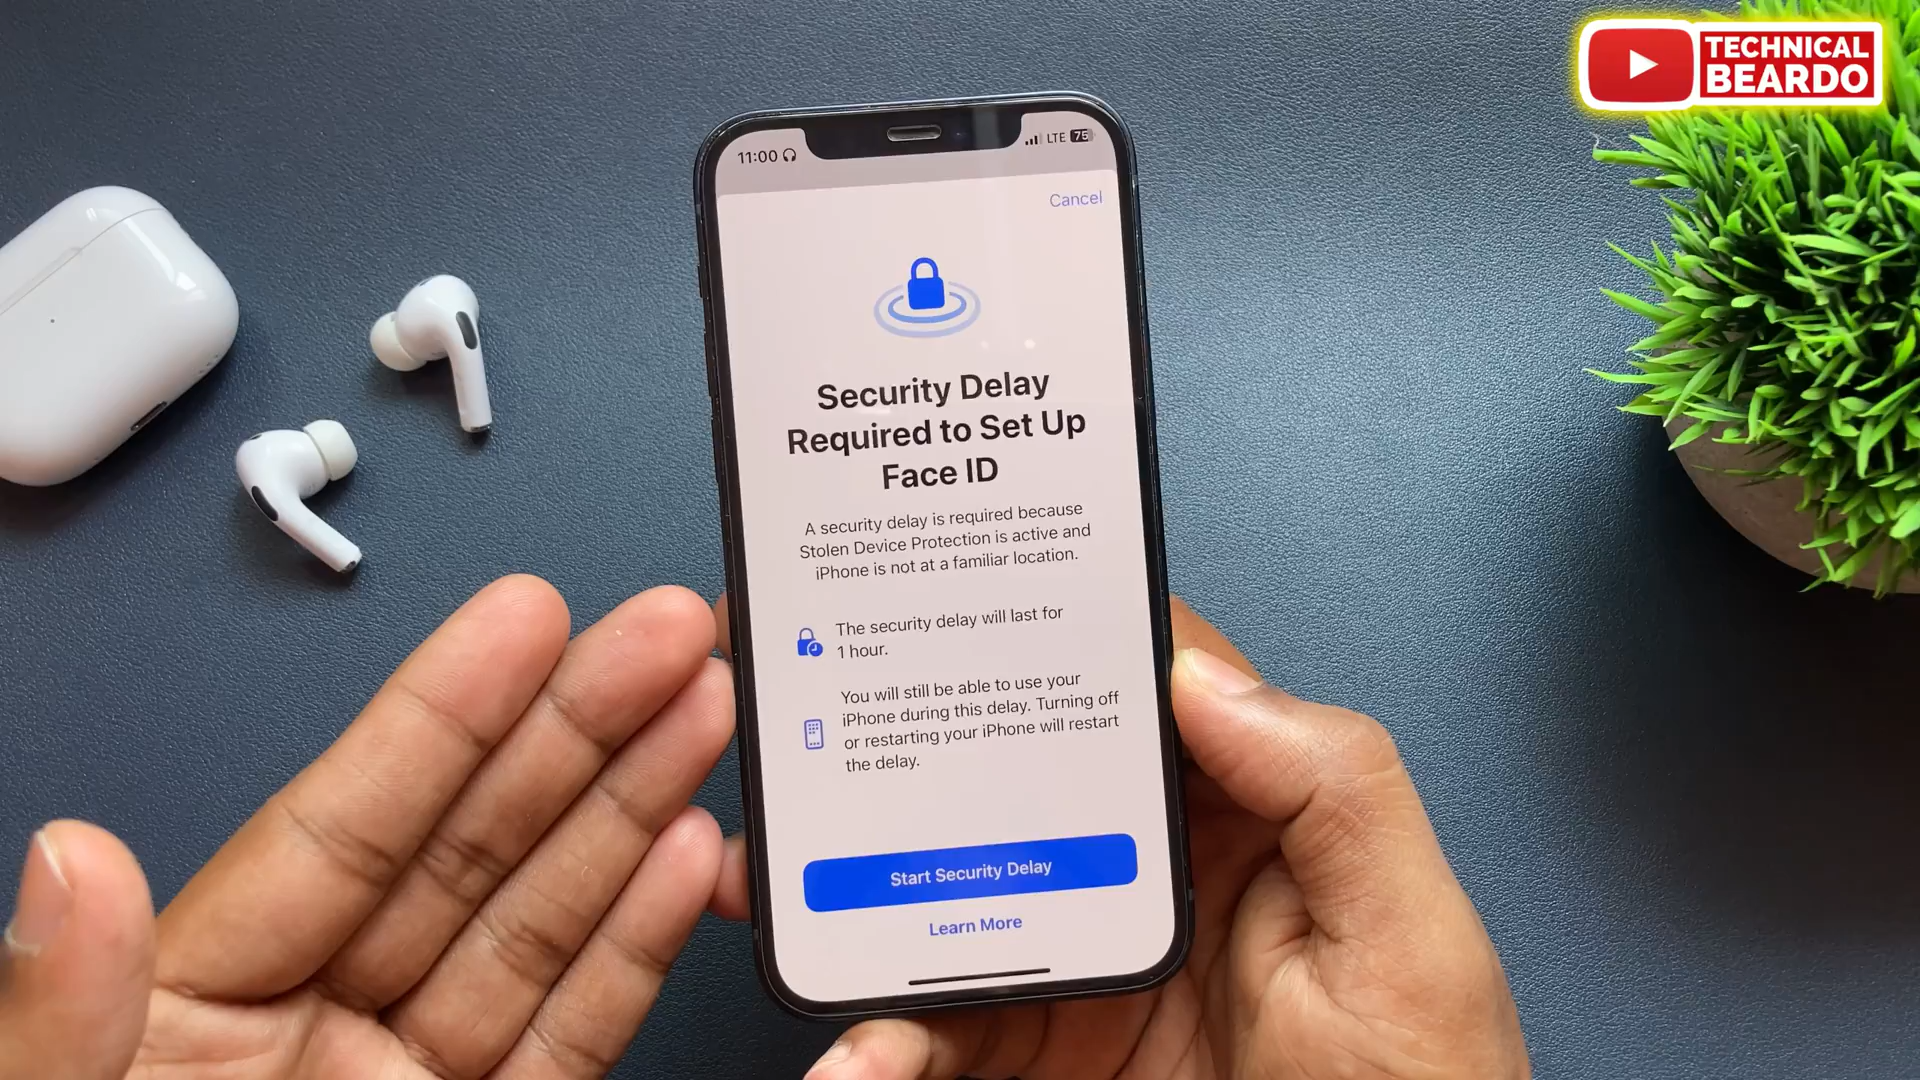 TECHNICAL
BEARDO
11:00
LTE 75
Cancel
Security Delay
Required to Set Up
Face ID
A security delay is required because
Stolen Device Protection is active and
iPhone is not at a familiar location.
The security delay will last for
1 hour.
You will still be able to use your
iPhone during this delay. Turning off
or restarting your iPhone will restart
the delay.
Start Security Delay
Learn More